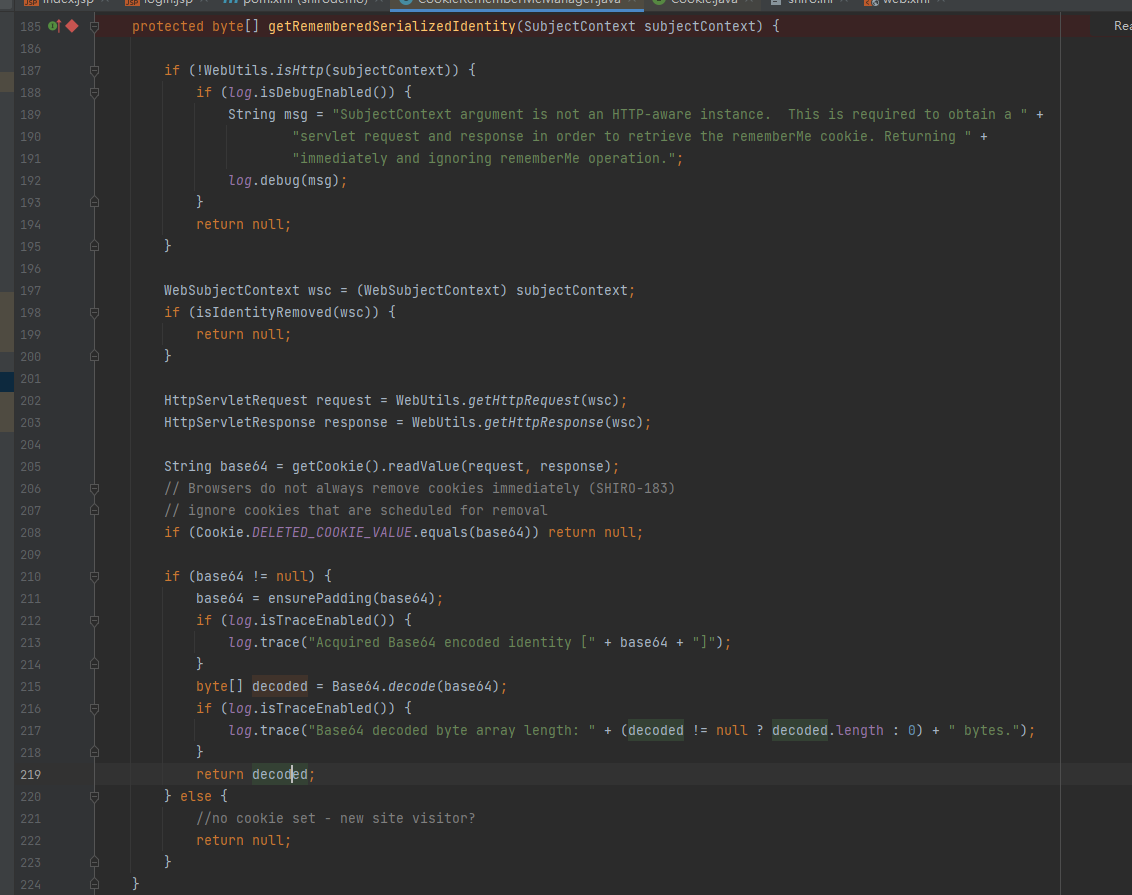 index.jsp login.jsp pom.xml (shirodemo) CookieRememberMeManager.java Cookie.java shiro.ini web.xml
185 protected byte[] getRememberedSerializedIdentity(SubjectContext subjectContext) {
186
187 if (!WebUtils.isHttp(subjectContext)) {
188 if (log.isDebugEnabled()) {
189 String msg = "SubjectContext argument is not an HTTP-aware instance.  This is required to obtain a " +
190 "servlet request and response in order to retrieve the rememberMe cookie. Returning " +
191 "immediately and ignoring rememberMe operation.";
192 log.debug(msg);
193 }
194 return null;
195 }
196
197 WebSubjectContext wsc = (WebSubjectContext) subjectContext;
198 if (isIdentityRemoved(wsc)) {
199 return null;
200 }
201
202 HttpServletRequest request = WebUtils.getHttpRequest(wsc);
203 HttpServletResponse response = WebUtils.getHttpResponse(wsc);
204
205 String base64 = getCookie().readValue(request, response);
206 // Browsers do not always remove cookies immediately (SHIRO-183)
207 // ignore cookies that are scheduled for removal
208 if (Cookie.DELETED_COOKIE_VALUE.equals(base64)) return null;
209
210 if (base64 != null) {
211 base64 = ensurePadding(base64);
212 if (log.isTraceEnabled()) {
213 log.trace("Acquired Base64 encoded identity [" + base64 + "]");
214 }
215 byte[] decoded = Base64.decode(base64);
216 if (log.isTraceEnabled()) {
217 log.trace("Base64 decoded byte array length: " + (decoded != null ? decoded.length : 0) + " bytes.");
218 }
219 return decoded;
220 } else {
221 //no cookie set - new site visitor?
222 return null;
223 }
224 }